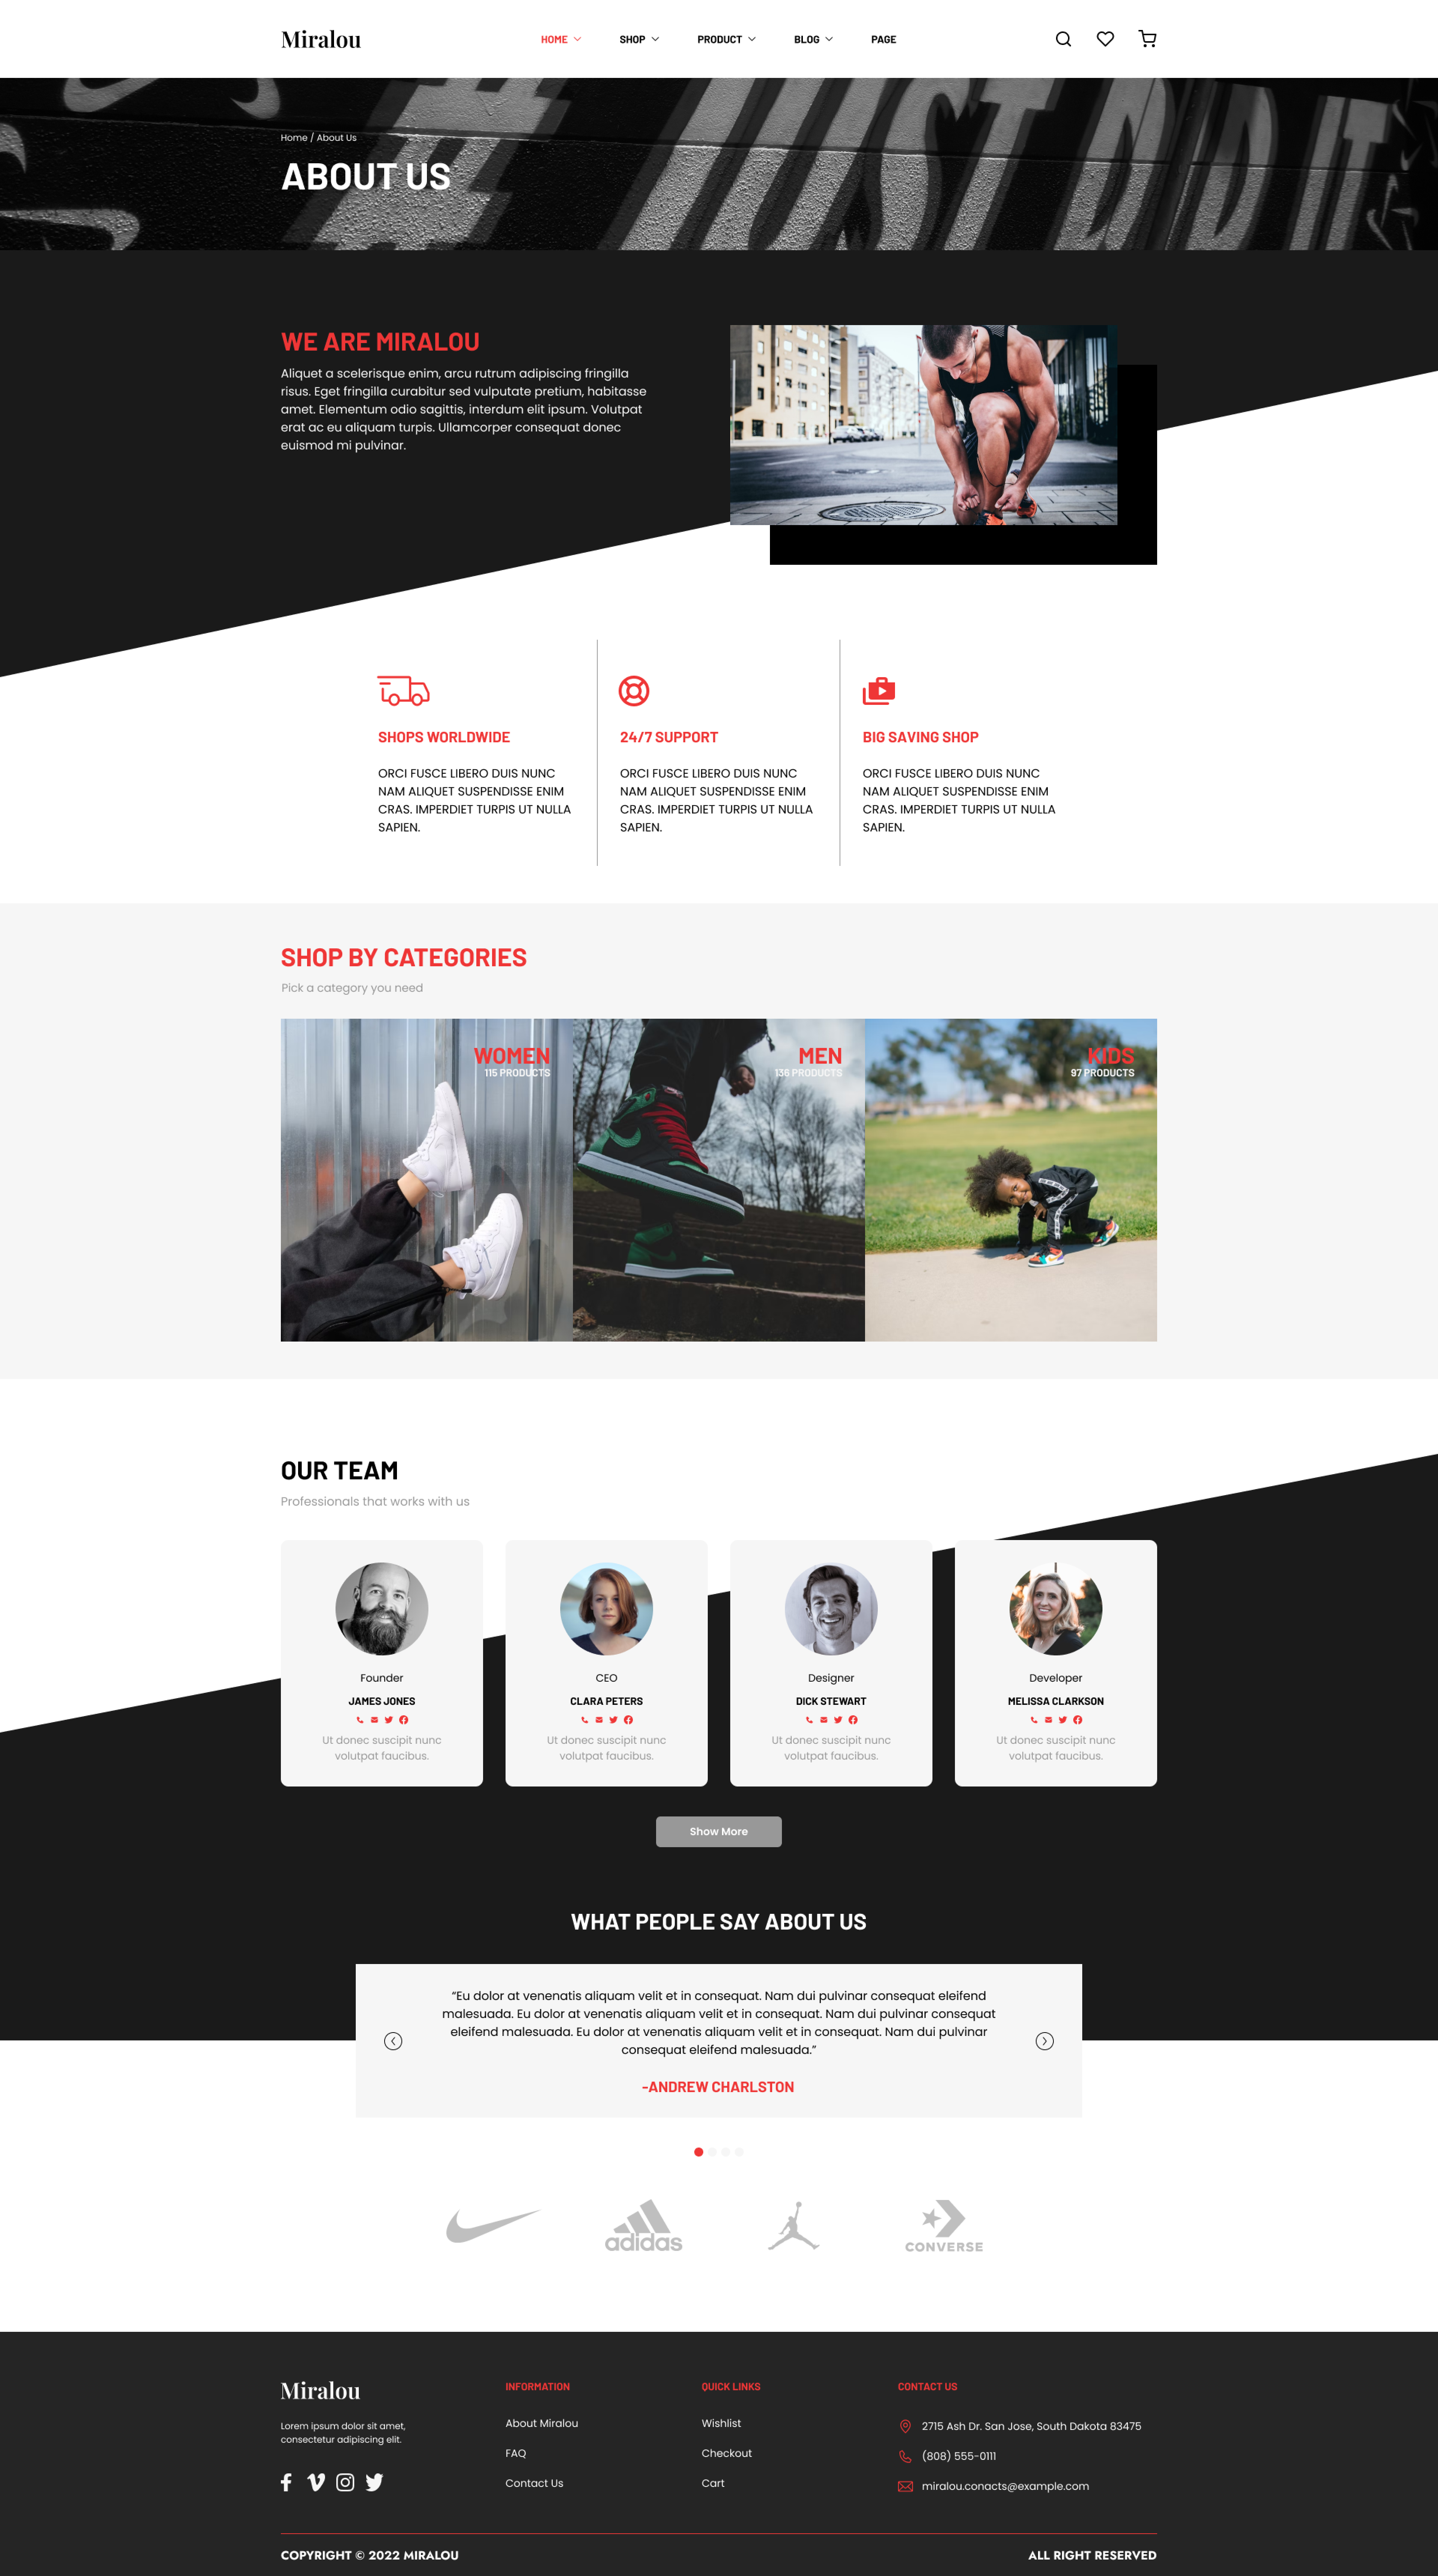 Miralou
HOME
SHOP
PRODUCT
BLOG
PAGE
# JUST DID IT
Home / About Us
ABOUT US
WE ARE MIRALOU
Aliquet a scelerisque enim, arcu rutrum adipiscing fringilla
risus. Eget fringilla curabitur sed vulputate pretium, habitasse
amet. Elementum odio sagittis, interdum elit ipsum. Volutpat
erat ac eu aliquam turpis. Ullamcorper consequat donec
euismod mi pulvinar.
SHOPS WORLDWIDE
ORCI FUSCE LIBERO DUIS NUNC
NAM ALIQUET SUSPENDISSE ENIM
CRAS. IMPERDIET TURPIS UT NULLA
SAPIEN.
24/7 SUPPORT
ORCI FUSCE LIBERO DUIS NUNC
NAM ALIQUET SUSPENDISSE ENIM
CRAS. IMPERDIET TURPIS UT NULLA
SAPIEN.
BIG SAVING SHOP
ORCI FUSCE LIBERO DUIS NUNC
NAM ALIQUET SUSPENDISSE ENIM
CRAS. IMPERDIET TURPIS UT NULLA
SAPIEN.
SHOP BY CATEGORIES
Pick a category you need
WOMEN
115 PRODUCTS
MEN
136 PRODUCTS
KIDS
97 PRODUCTS
OUR TEAM
Professionals that works with us
Founder
JAMES JONES
Ut donec suscipit nunc
volutpat faucibus.
CEO
CLARA PETERS
Ut donec suscipit nunc
volutpat faucibus.
Designer
DICK STEWART
Ut donec suscipit nunc
volutpat faucibus.
Developer
MELISSA CLARKSON
Ut donec suscipit nunc
volutpat faucibus.
Show More
WHAT PEOPLE SAY ABOUT US
“Eu dolor at venenatis aliquam velit et in consequat. Nam dui pulvinar consequat eleifend
malesuada. Eu dolor at venenatis aliquam velit et in consequat. Nam dui pulvinar consequat
eleifend malesuada. Eu dolor at venenatis aliquam velit et in consequat. Nam dui pulvinar
consequat eleifend malesuada.”
-ANDREW CHARLSTON
adidas
CONVERSE
Miralou
Lorem ipsum dolor sit amet,
consectetur adipiscing elit.
INFORMATION
About Miralou
FAQ
Contact Us
QUICK LINKS
Wishlist
Checkout
Cart
CONTACT US
2715 Ash Dr. San Jose, South Dakota 83475
(808) 555-0111
miralou.conacts@example.com
COPYRIGHT © 2022 MIRALOU
ALL RIGHT RESERVED